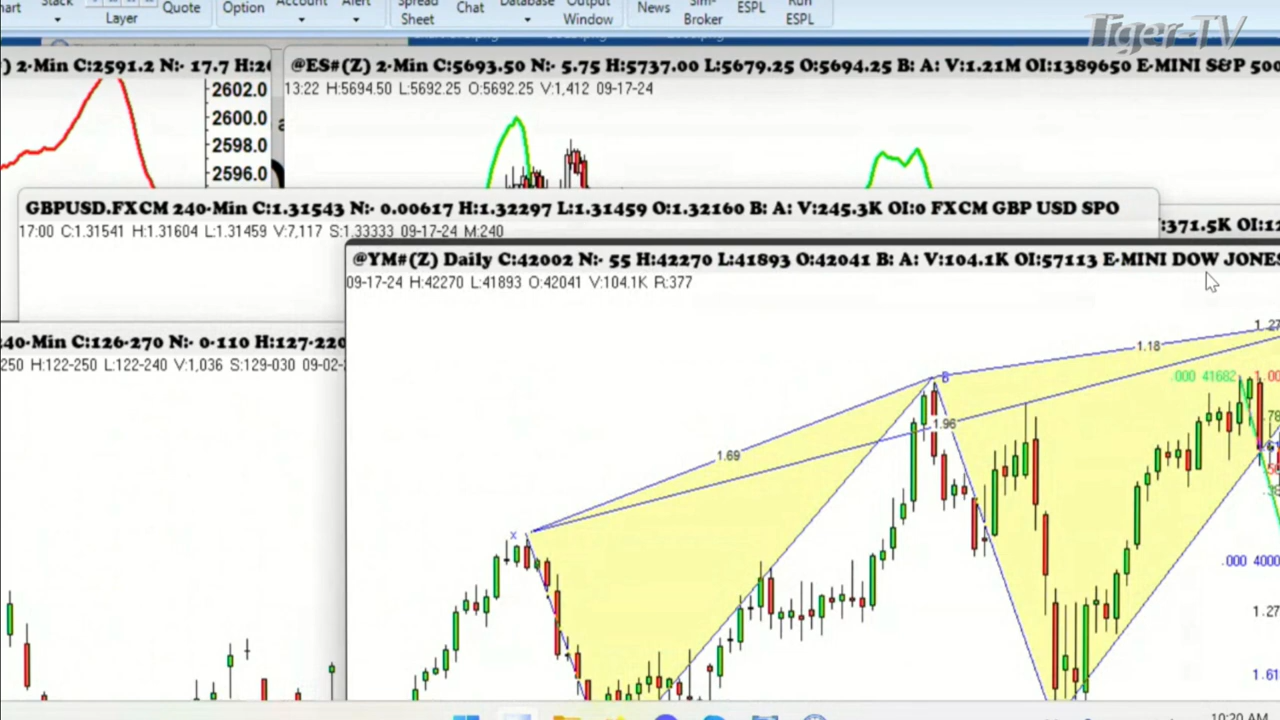 Stack
Layer
Quote
Option
Account
Alert
Spread
Sheet
Chat
Database
Output
Window
News
Sim-
Broker
ESPL
Run
ESPL
Tiger-TV
) 2-Min C:2591.2 N:- 17.7
@ES#(Z) 2-Min C:5693.50 N:- 5.75 H:5737.00 L:5679.25 O:5694.25 B: A: V:1.21M OI:1389650 E-MINI S&P 500
13:22 H:5694.50 L:5692.25 O:5692.25 V:1,412 09-17-24
2602.0
2600.0
2598.0
2596.0
GBPUSD.FXCM 240-Min C:1.31543 N:- 0.00617 H:1.32297 L:1.31459 O:1.32160 B: A: V:245.3K OI:0 FXCM GBP USD SPO
:371.5K
17:00 C:1.31541 H:1.31604 L:1.31459 V:7,117 S:1.33333 09-17-24 M:240
@YM#(Z) Daily C:42002 N:- 55 H:42270 L:41893 O:42041 B: A: V:104.1K OI:57113 E-MINI DOW JONES
09-17-24 H:42270 L:41893 O:42041 V:104.1K R:377
40-Min C:126-270 N:- 0-110 H:127-220
250 H:122-250 L:122-240 V:1,036 S:129-030 09-02-
1.27
1.18
B
.000 41682
1.00
1.96
1.69
X
.000 4000
1.27
1.61
10:20 AM